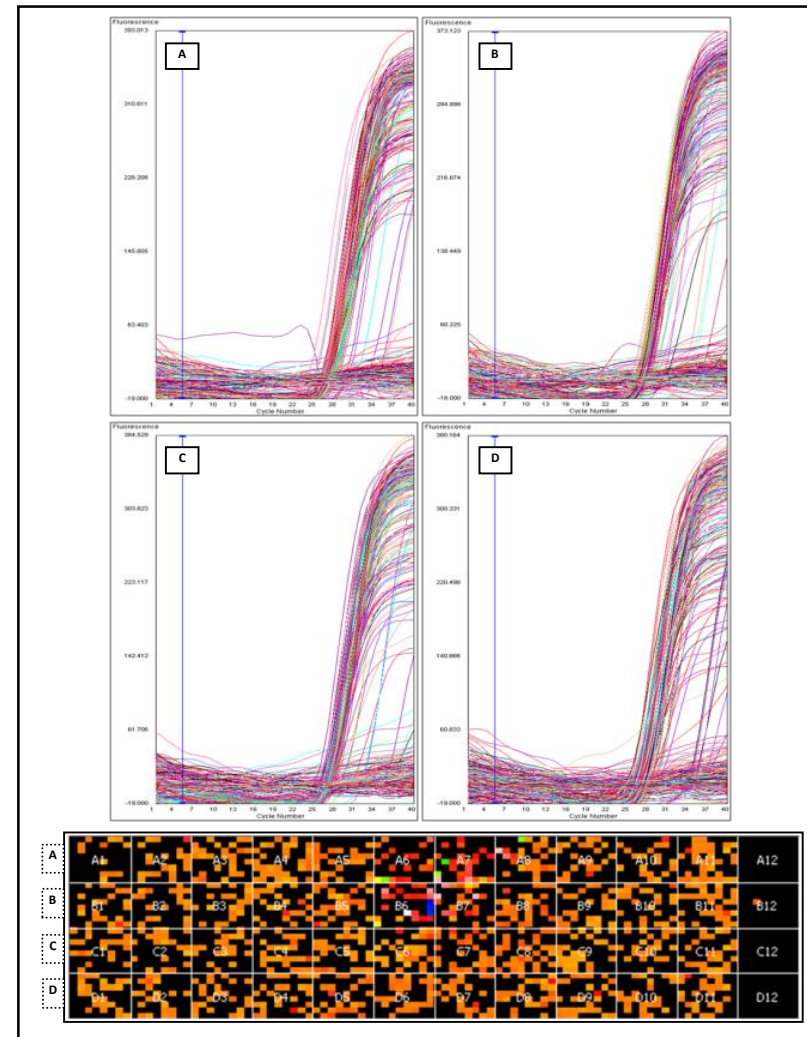 Fluorescence
393.013
A
310.611
228.208
145.805
63.403
-19.000
1 4 7 10 13 16 19 22 25 28 31 34 37 40
Cycle Number
Fluorescence
373.123
B
294.898
216.674
138.449
60.225
-18.000
1 4 7 10 13 16 19 22 25 28 31 34 37 40
Cycle Number
Fluorescence
384.529
C
303.823
223.117
142.412
61.706
-19.000
1 4 7 10 13 16 19 22 25 28 31 34 37 40
Cycle Number
Fluorescence
380.164
D
300.331
220.498
140.666
60.833
-19.000
1 4 7 10 13 16 19 22 25 28 31 34 37 40
Cycle Number
A
A1 A2 A3 A4 A5 A6 A7 A8 A9 A10 A11 A12
B
B1 B2 B3 B4 B5 B6 B7 B8 B9 B10 B11 B12
C
C1 C2 C3 C4 C5 C6 C7 C8 C9 C10 C11 C12
D
D1 D2 D3 D4 D5 D6 D7 D8 D9 D10 D11 D12